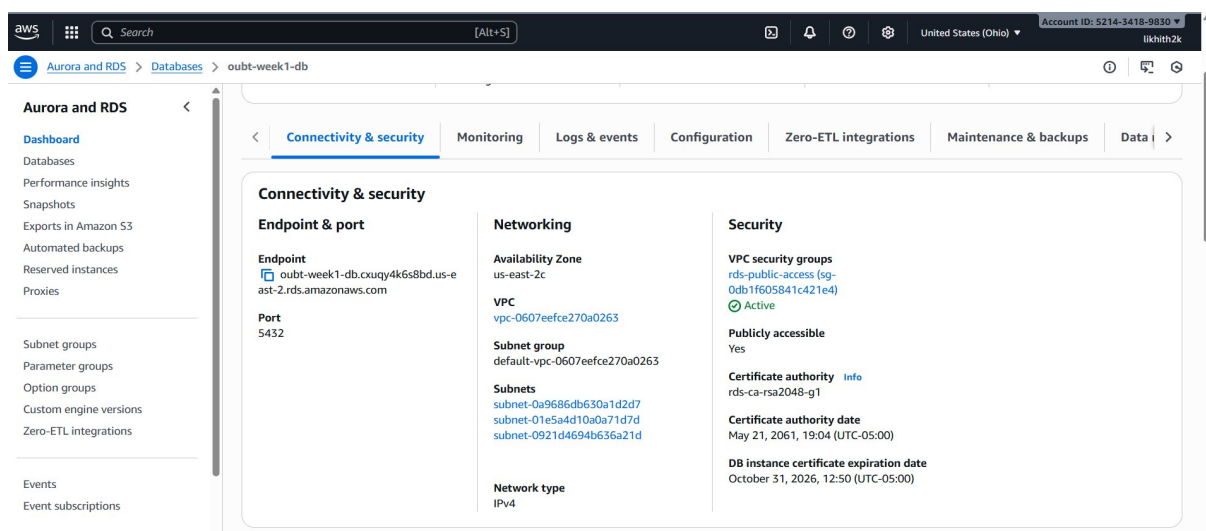 aws
Search
[Alt+S]
United States (Ohio)
Account ID: 5214-3418-9830
likhith2k
Aurora and RDS > Databases > oubt-week1-db
Aurora and RDS
Dashboard
Databases
Performance insights
Snapshots
Exports in Amazon S3
Automated backups
Reserved instances
Proxies
Subnet groups
Parameter groups
Option groups
Custom engine versions
Zero-ETL integrations
Events
Event subscriptions
Connectivity & security
Monitoring
Logs & events
Configuration
Zero-ETL integrations
Maintenance & backups
Data
Connectivity & security
Endpoint & port
Endpoint
oubt-week1-db.cxuqy4k6s8bd.us-e
ast-2.rds.amazonaws.com
Port
5432
Networking
Availability Zone
us-east-2c
VPC
vpc-0607eefce270a0263
Subnet group
default-vpc-0607eefce270a0263
Subnets
subnet-0a9686db630a1d2d7
subnet-01e5a4d10a0a71d7d
subnet-0921d4694b636a21d
Network type
IPv4
Security
VPC security groups
rds-public-access (sg-
0db1f605841c421e4)
Active
Publicly accessible
Yes
Certificate authority Info
rds-ca-rsa2048-g1
Certificate authority date
May 21, 2061, 19:04 (UTC-05:00)
DB instance certificate expiration date
October 31, 2026, 12:50 (UTC-05:00)